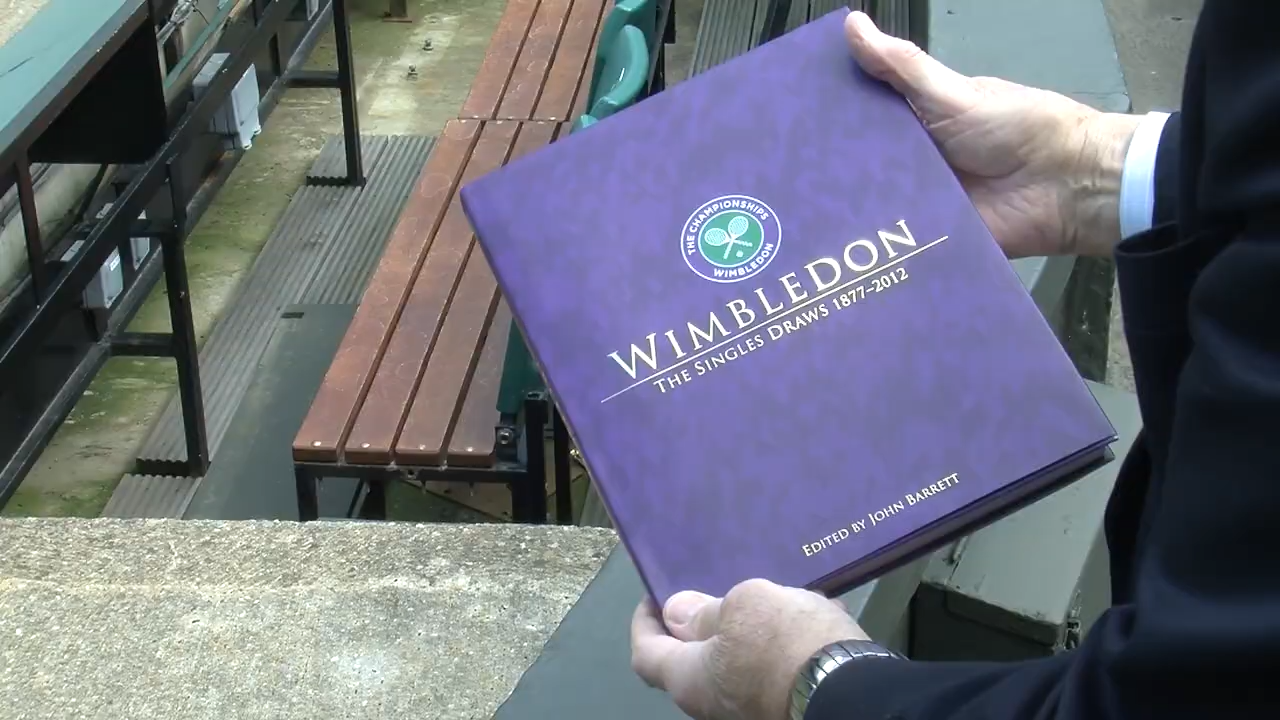 THE CHAMPIONSHIPS
WIMBLEDON
WIMBLEDON
THE SINGLES DRAWS 1877–2012
EDITED BY JOHN BARRETT